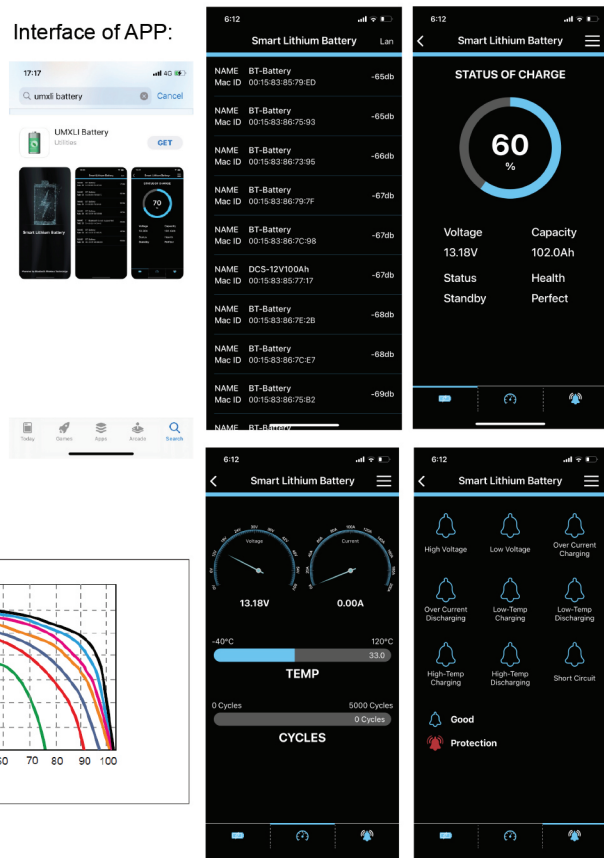 Interface of APP:
17:17
4G
umxli battery
Cancel
UMXLI Battery
Utilities
GET
Smart Lithium Battery
STATUS OF CHARGE
70
%
Today
Games
Apps
Arcade
Search
6:12
Smart Lithium Battery
Lan
NAME BT-Battery
Mac ID 00:15:83:85:79:ED
-65db
NAME BT-Battery
Mac ID 00:15:83:86:75:93
-65db
NAME BT-Battery
Mac ID 00:15:83:86:73:95
-66db
NAME BT-Battery
Mac ID 00:15:83:86:79:7F
-67db
NAME BT-Battery
Mac ID 00:15:83:86:7C:98
-67db
NAME DCS-12V100Ah
Mac ID 00:15:83:85:77:17
-67db
NAME BT-Battery
Mac ID 00:15:83:86:7E:2B
-68db
NAME BT-Battery
Mac ID 00:15:83:86:7C:E7
-68db
NAME BT-Battery
Mac ID 00:15:83:86:75:B2
-69db
NAME BT-Battery
6:12
Smart Lithium Battery
STATUS OF CHARGE
60
%
Voltage
Capacity
13.18V
102.0Ah
Status
Health
Standby
Perfect
6:12
Smart Lithium Battery
Voltage
Current
13.18V
0.00A
-40°C
120°C
33.0
TEMP
0 Cycles
5000 Cycles
0 Cycles
CYCLES
6:12
Smart Lithium Battery
High Voltage
Low Voltage
Over Current
Charging
Over Current
Discharging
Low-Temp
Charging
Low-Temp
Discharging
High-Temp
Charging
High-Temp
Discharging
Short Circuit
Good
Protection
70 80 90 100